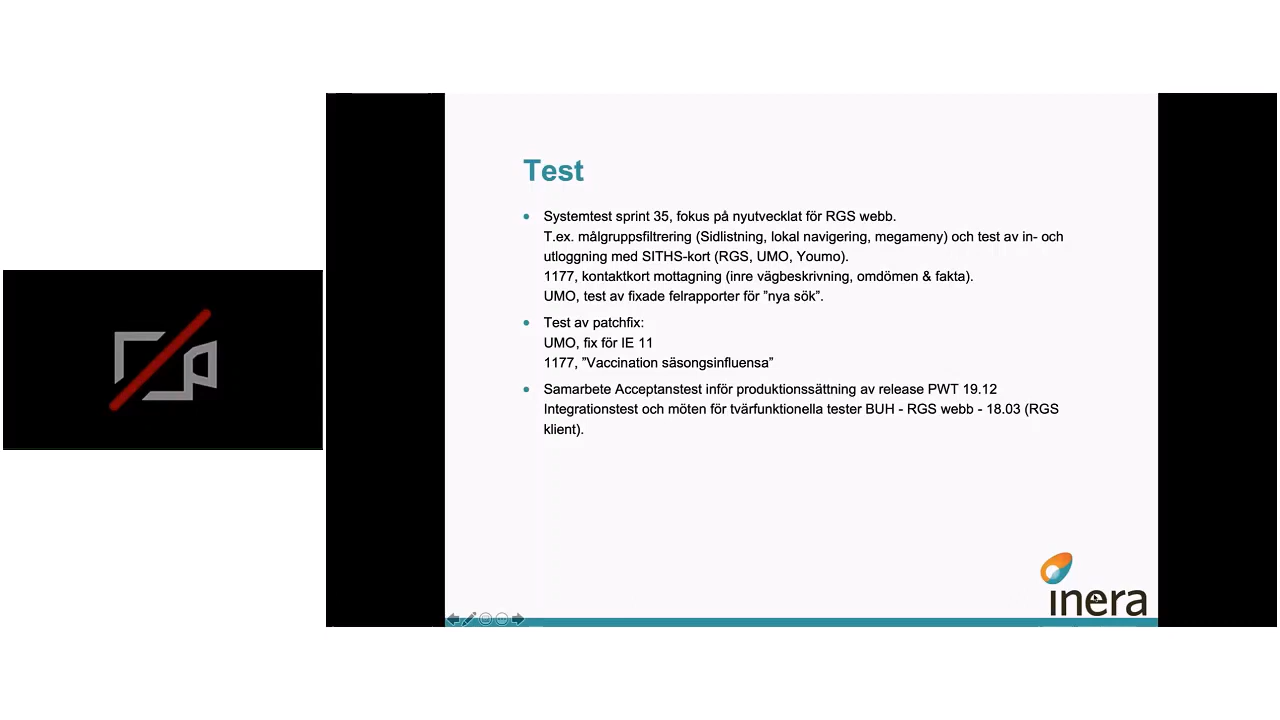 Test
Systemtest sprint 35, fokus på nyutvecklat för RGS webb.
T.ex. målgruppsfiltrering (Sidlistning, lokal navigering, megameny) och test av in- och
utloggning med SITHS-kort (RGS, UMO, Youmo).
1177, kontaktkort mottagning (inre vägbeskrivning, omdömen & fakta).
UMO, test av fixade felrapporter för ”nya sök”.
Test av patchfix:
UMO, fix för IE 11
1177, ”Vaccination säsongsinfluensa”
Samarbete Acceptanstest inför produktionssättning av release PWT 19.12
Integrationstest och möten för tvärfunktionella tester BUH - RGS webb - 18.03 (RGS
klient).
inera